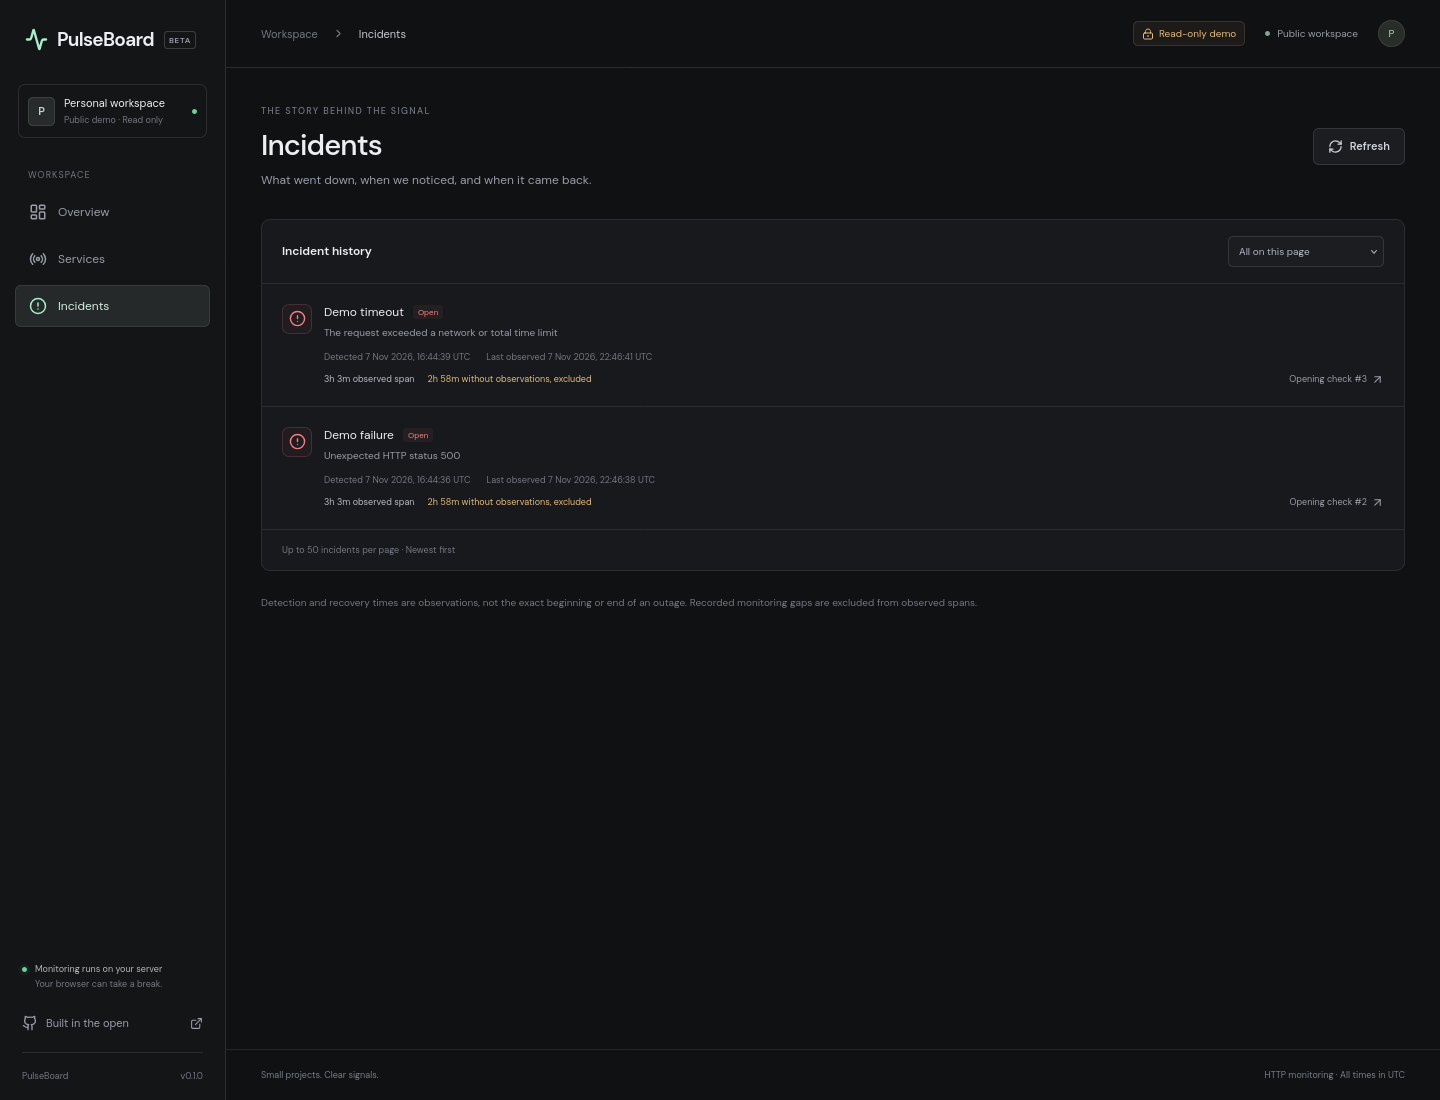 PulseBoard BETA
P
Personal workspace
Public demo · Read only
WORKSPACE
Overview
Services
Incidents
Monitoring runs on your server
Your browser can take a break.
Built in the open
PulseBoard v0.1.0
Workspace Incidents
Read-only demo Public workspace P
THE STORY BEHIND THE SIGNAL
Incidents
What went down, when we noticed, and when it came back.
Refresh
Incident history
All on this page
Demo timeout Open
The request exceeded a network or total time limit
Detected 7 Nov 2026, 16:44:39 UTC Last observed 7 Nov 2026, 22:46:41 UTC
3h 3m observed span 2h 58m without observations, excluded Opening check #3
Demo failure Open
Unexpected HTTP status 500
Detected 7 Nov 2026, 16:44:36 UTC Last observed 7 Nov 2026, 22:46:38 UTC
3h 3m observed span 2h 58m without observations, excluded Opening check #2
Up to 50 incidents per page · Newest first
Detection and recovery times are observations, not the exact beginning or end of an outage. Recorded monitoring gaps are excluded from observed spans.
Small projects. Clear signals.
HTTP monitoring · All times in UTC